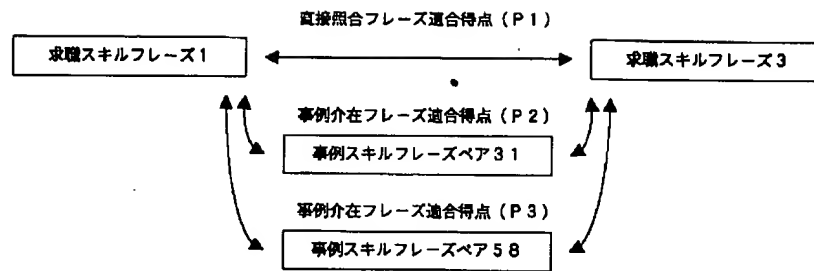 直接照合フレーズ適合得点（Ｐ１）
求職スキルフレーズ１
求職スキルフレーズ３
事例介在フレーズ適合得点（Ｐ２）
事例スキルフレーズペア３１
事例介在フレーズ適合得点（Ｐ３）
事例スキルフレーズペア５８